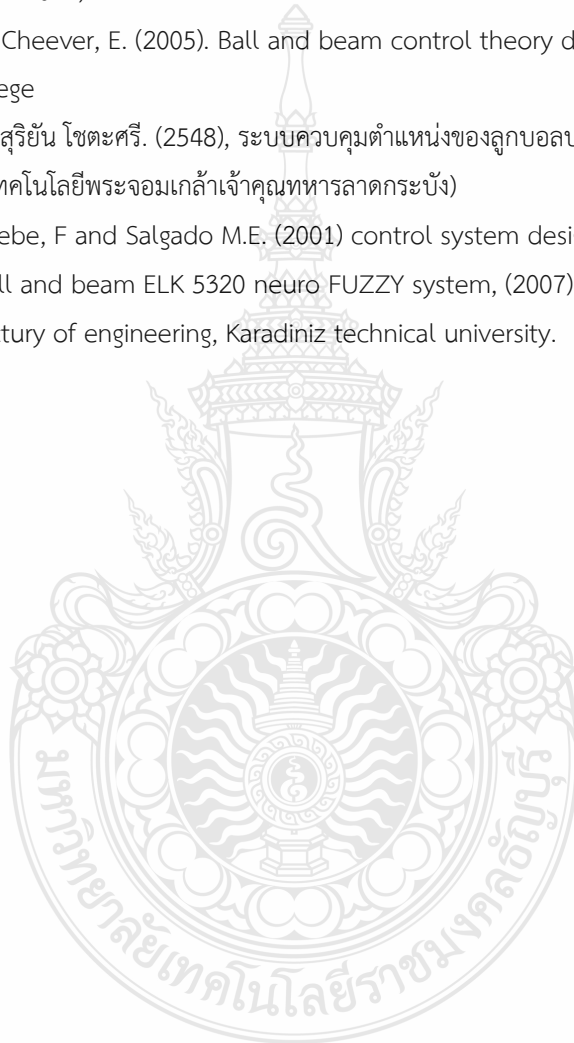 Cheever, E. (2005). Ball and beam control theory d
ege
สุริยัน โชตะศรี. (2548), ระบบควบคุมตำแหน่งของลูกบอลบ
ทคโนโลยีพระจอมเกล้าเจ้าคุณทหารลาดกระบัง)
ebe, F and Salgado M.E. (2001) control system desi
ll and beam ELK 5320 neuro FUZZY system, (2007)
tury of engineering, Karadiniz technical university.
มหาวิทยาลัยเทคโนโลยีราชมงคลธัญบุรี